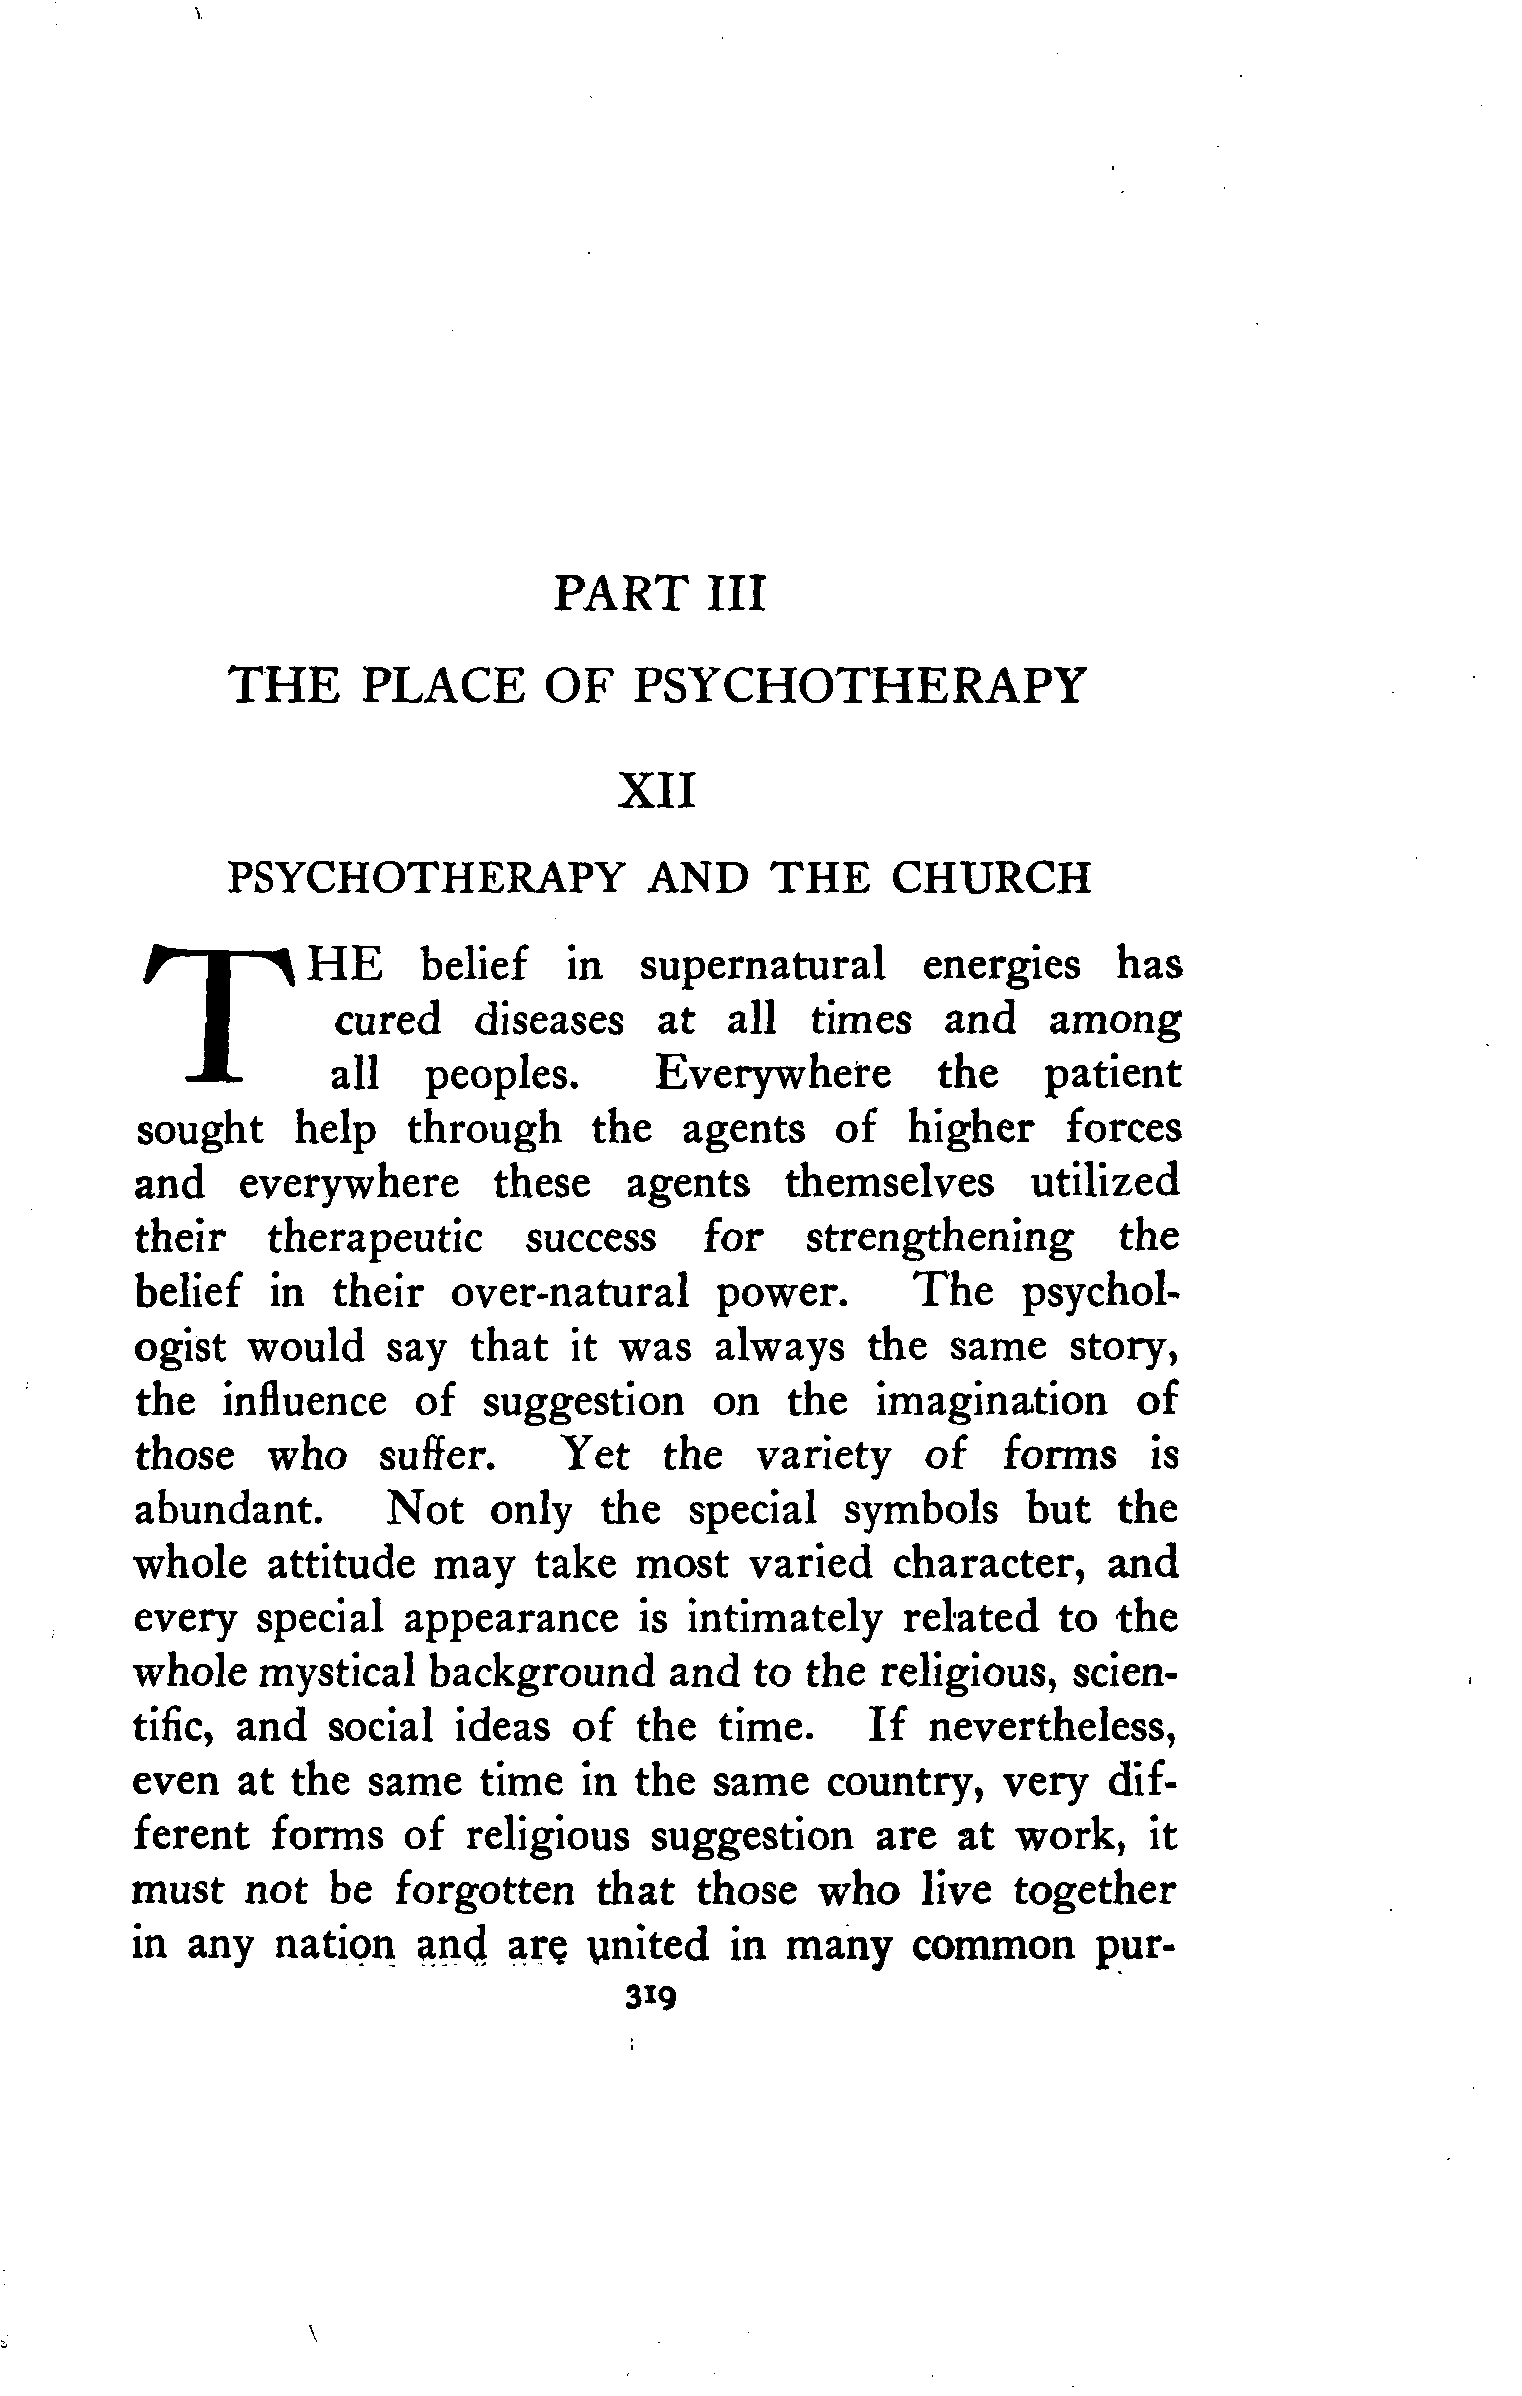 PART III
THE PLACE OF PSYCHOTHERAPY
XII
PSYCHOTHERAPY AND THE CHURCH
THE belief in supernatural energies has
cured diseases at all times and among
all peoples. Everywhere the patient
sought help through the agents of higher forces
and everywhere these agents themselves utilized
their therapeutic success for strengthening the
belief in their over-natural power. The psychol-
ogist would say that it was always the same story,
the influence of suggestion on the imagination of
those who suffer. Yet the variety of forms is
abundant. Not only the special symbols but the
whole attitude may take most varied character, and
every special appearance is intimately related to the
whole mystical background and to the religious, scien-
tific, and social ideas of the time. If nevertheless,
even at the same time in the same country, very dif-
ferent forms of religious suggestion are at work, it
must not be forgotten that those who live together
in any nation and are united in many common pur-
319